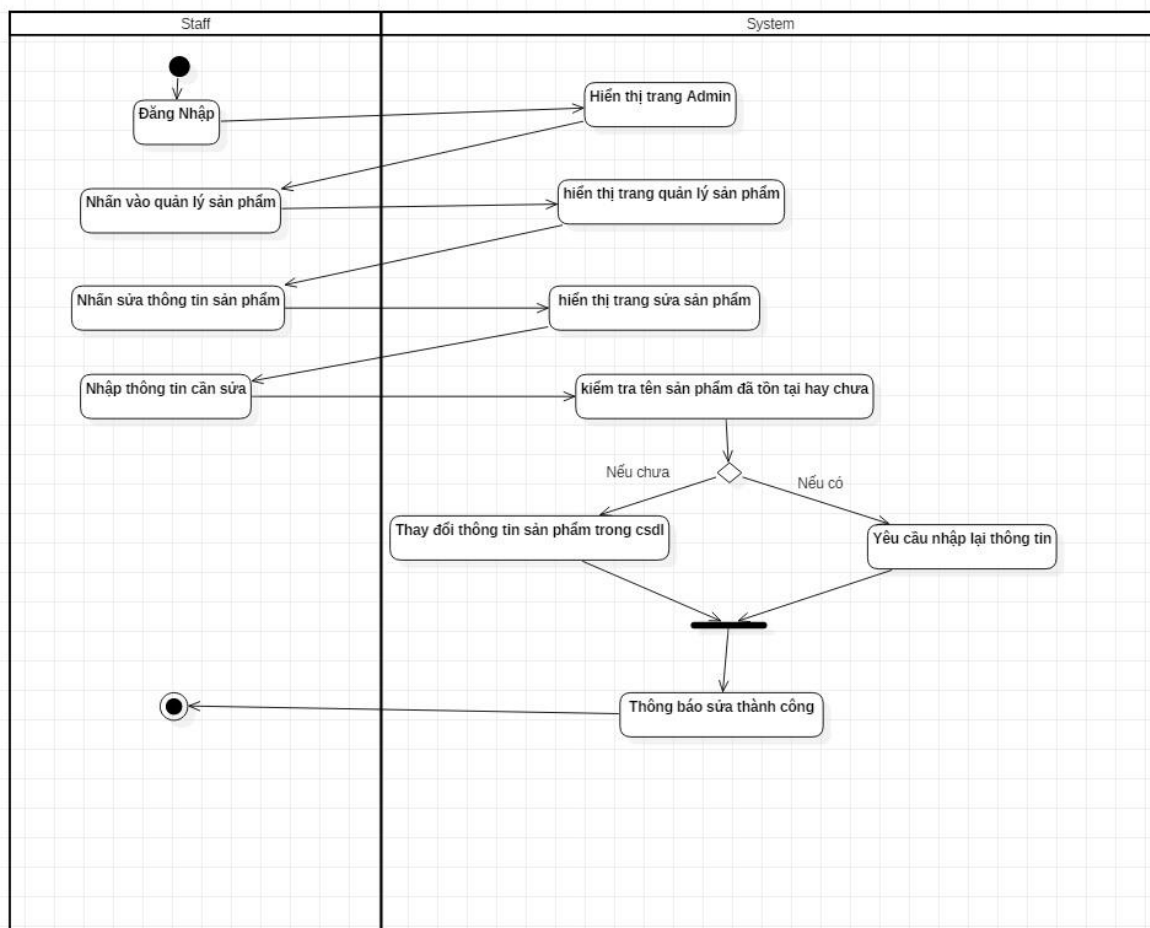 Staff
System
Đăng Nhập
Hiển thị trang Admin
Nhấn vào quản lý sản phẩm
hiển thị trang quản lý sản phẩm
Nhấn sửa thông tin sản phẩm
hiển thị trang sửa sản phẩm
Nhập thông tin cần sửa
kiểm tra tên sản phẩm đã tồn tại hay chưa
Nếu chưa
Nếu có
Thay đổi thông tin sản phẩm trong csdl
Yêu cầu nhập lại thông tin
Thông báo sửa thành công